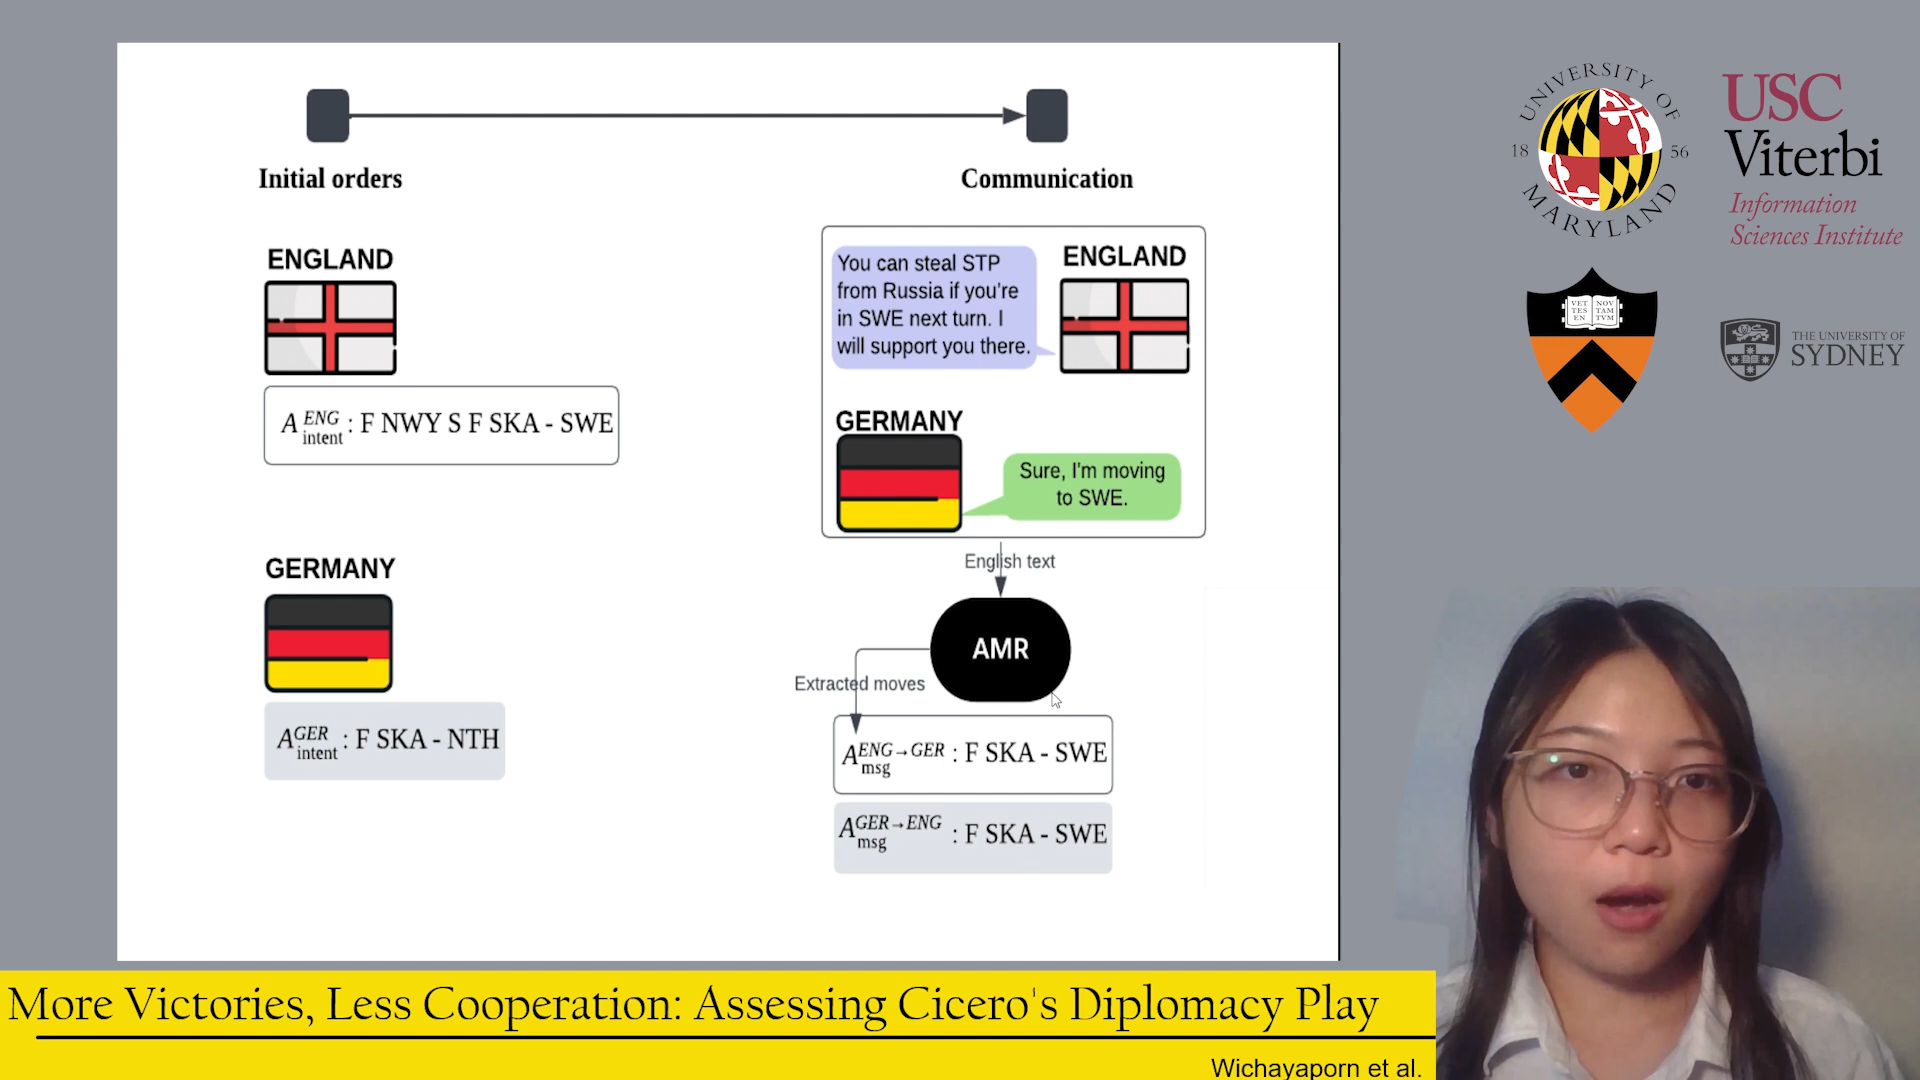 Initial orders
Communication
ENGLAND
A ENG intent : F NWY S F SKA - SWE
GERMANY
A GER intent : F SKA - NTH
You can steal STP
from Russia if you're
in SWE next turn. I
will support you there.
ENGLAND
GERMANY
Sure, I'm moving
to SWE.
English text
AMR
Extracted moves
A ENG→GER msg : F SKA - SWE
A GER→ENG msg : F SKA - SWE
UNIVERSITY OF
18 56
MARYLAND
USC
Viterbi
Information
Sciences Institute
VET NOV
TES TAM
EN TVM
THE UNIVERSITY OF
SYDNEY
More Victories, Less Cooperation: Assessing Cicero's Diplomacy Play
Wichayaporn et al.